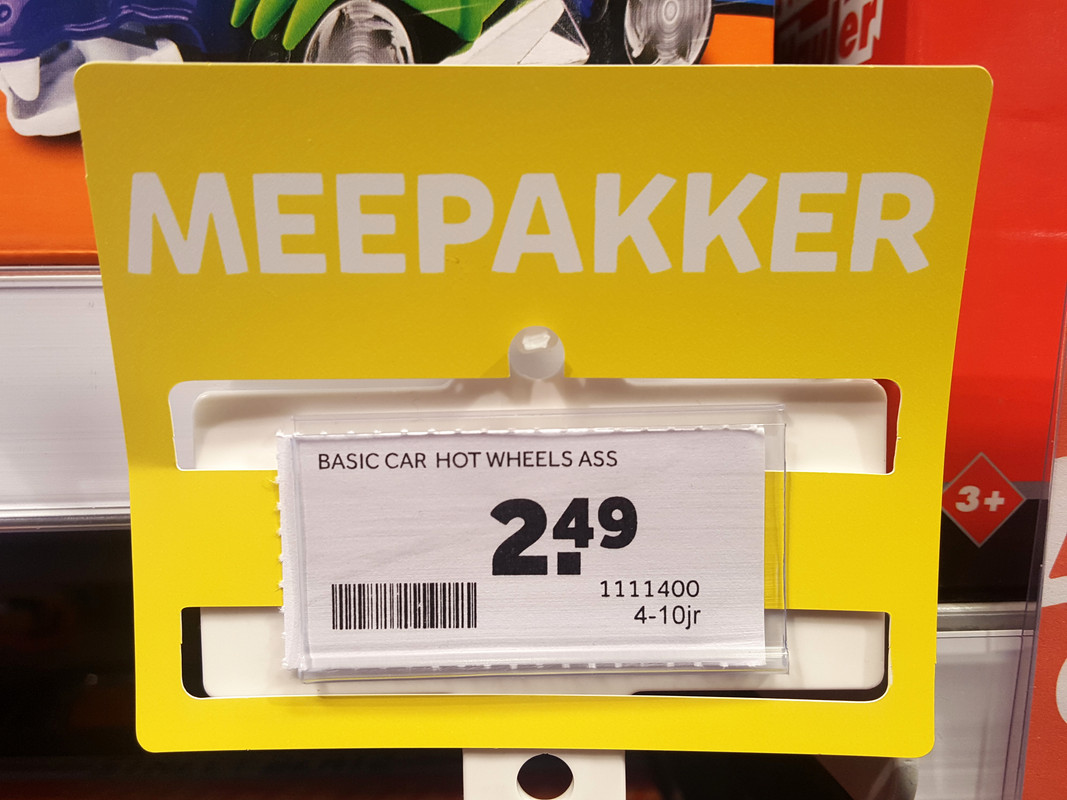 MEEPAKKER
BASIC CAR HOT WHEELS ASS
2.49
1111400
4-10jr
3+